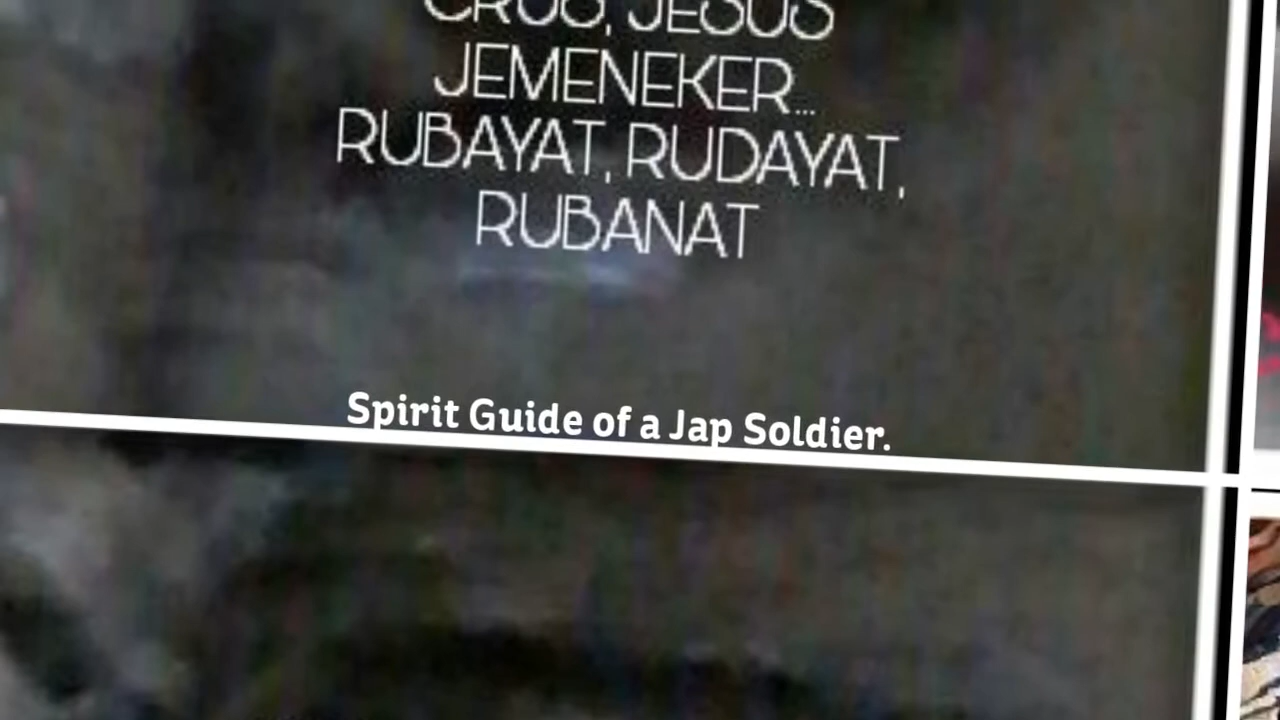 CRUS, JESUS
JEMENEKER...
RUBAYAT, RUDAYAT,
RUBANAT
Spirit Guide of a Jap Soldier.